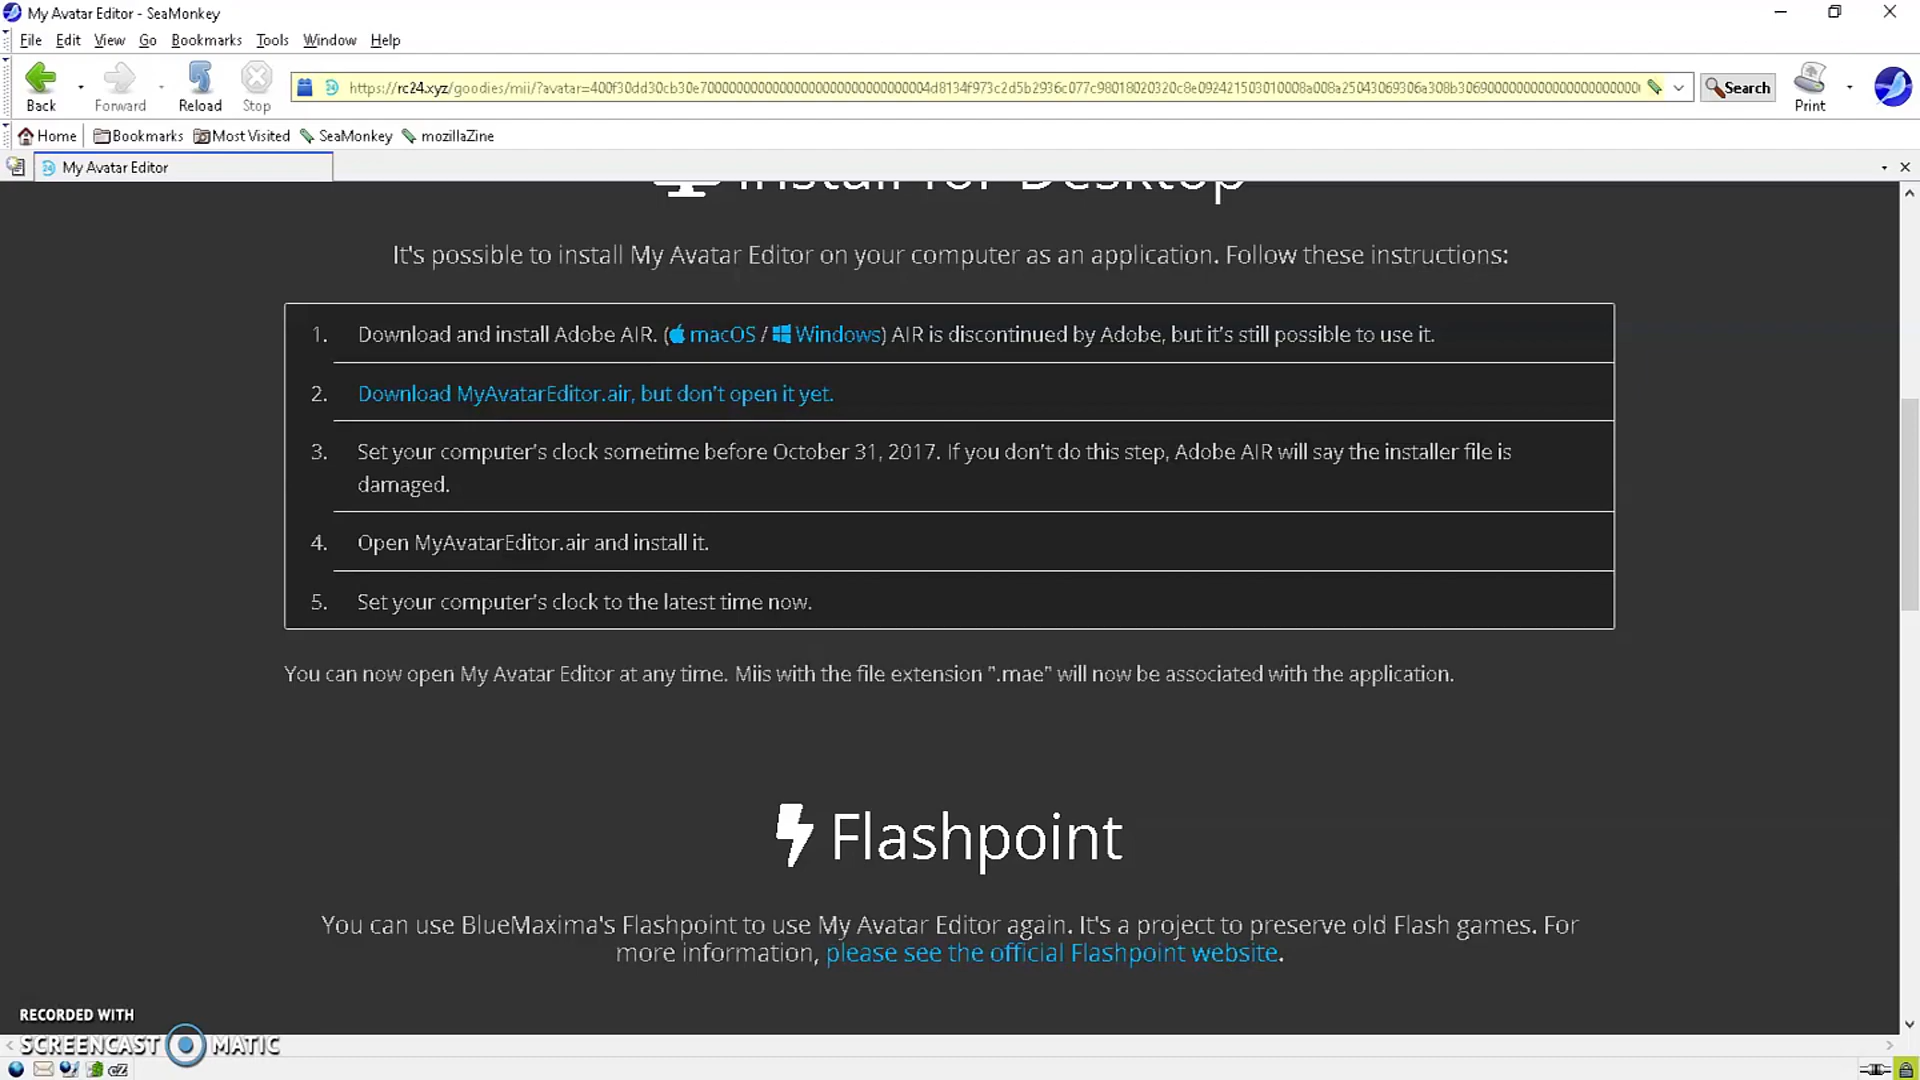 My Avatar Editor - SeaMonkey
File Edit View Go Bookmarks Tools Window Help
Back Forward Reload Stop
Search Print
Home Bookmarks Most Visited SeaMonkey mozillaZine
My Avatar Editor
Install for Desktop
It's possible to install My Avatar Editor on your computer as an application. Follow these instructions:
1. Download and install Adobe AIR. (macOS / Windows) AIR is discontinued by Adobe, but it's still possible to use it.
2. Download MyAvatarEditor.air, but don't open it yet.
3. Set your computer's clock sometime before October 31, 2017. If you don't do this step, Adobe AIR will say the installer file is
damaged.
4. Open MyAvatarEditor.air and install it.
5. Set your computer's clock to the latest time now.
You can now open My Avatar Editor at any time. Miis with the file extension ".mae" will now be associated with the application.
Flashpoint
You can use BlueMaxima's Flashpoint to use My Avatar Editor again. It's a project to preserve old Flash games. For
more information, please see the official Flashpoint website.
RECORDED WITH
SCREENCAST MATIC